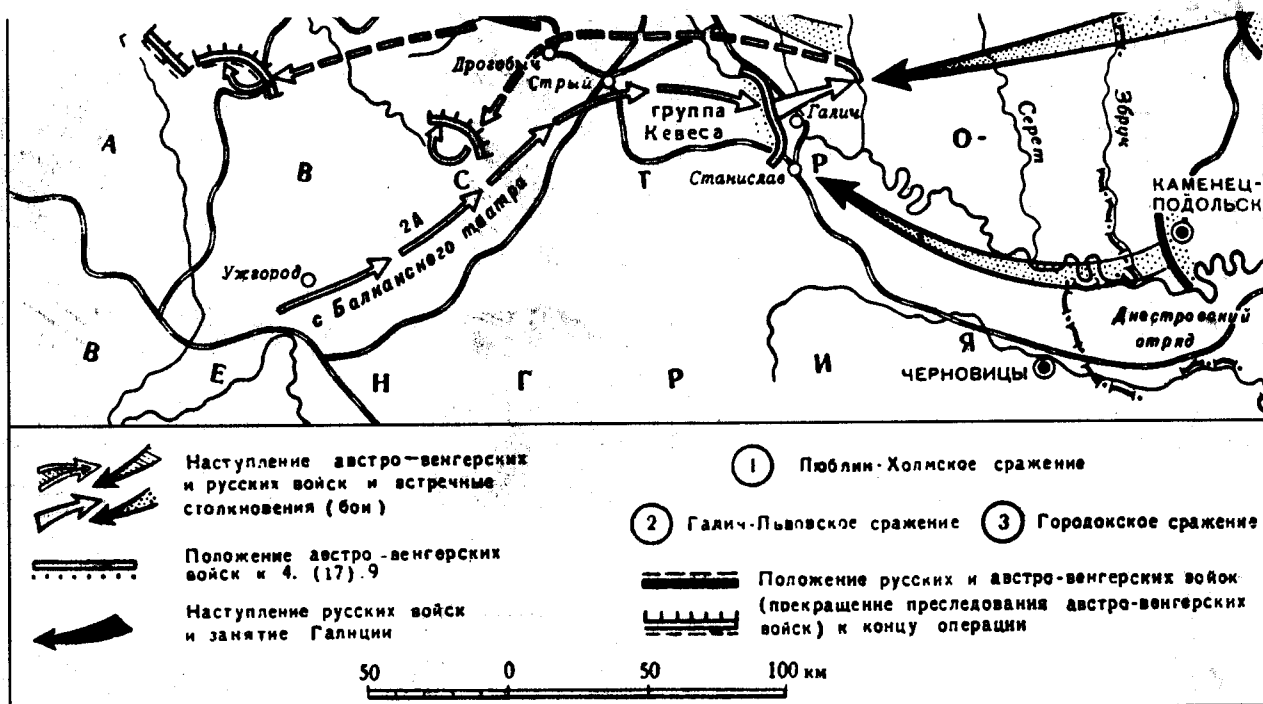 г
Дрогобыч
Стрый
группа
Кевеса
Галич
Серет
Збруч
А
В
С
Т
Р
О-
Станислав
КАМЕНЕЦ-
ПОДОЛЬСК
2А
Ужгород
с Балканского театра
Днестровский
отряд
В
Е
Н
Г
Р
И
Я
ЧЕРНОВИЦЫ
Наступление австро-венгерских
и русских войск и встречные
столкновения (бои)
Положение австро-венгерских
войск к 4. (17).9
Наступление русских войск
и занятие Галиции
1 Люблин-Холмское сражение
2 Галич-Львовское сражение 3 Городокское сражение
Положение русских и австро-венгерских войск
(прекращение преследования австро-венгерских
войск) к концу операции
50 0 50 100 км